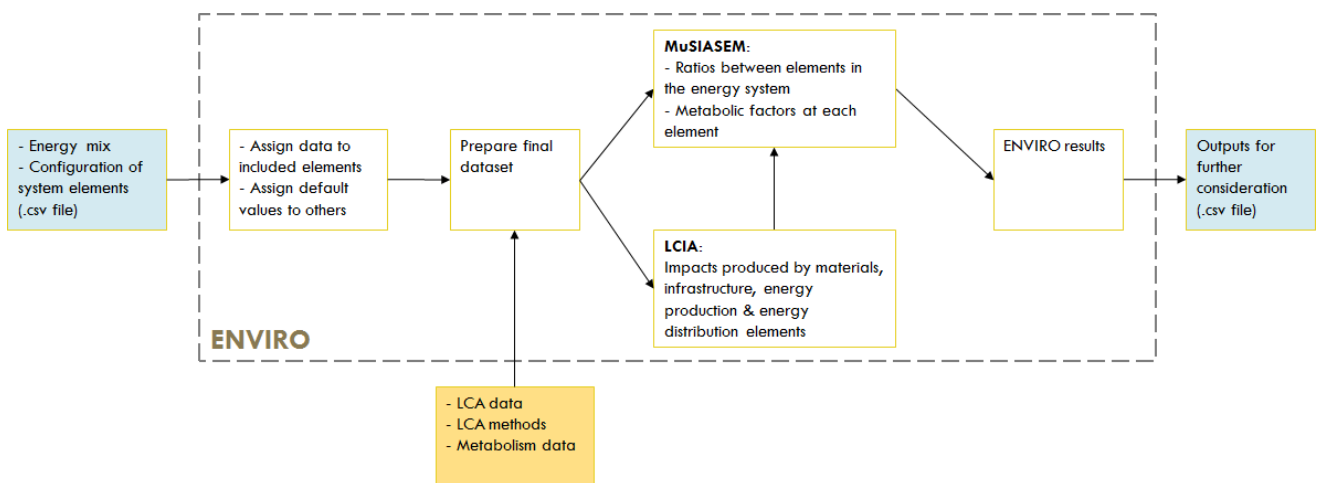 - Energy mix
- Configuration of
system elements
(.csv file)
- Assign data to
included elements
- Assign default
values to others
Prepare final
dataset
MuSIASEM:
- Ratios between elements in
the energy system
- Metabolic factors at each
element
LCIA:
Impacts produced by materials,
infrastructure, energy
production & energy
distribution elements
ENVIRO results
Outputs for
further
consideration
(.csv file)
ENVIRO
- LCA data
- LCA methods
- Metabolism data